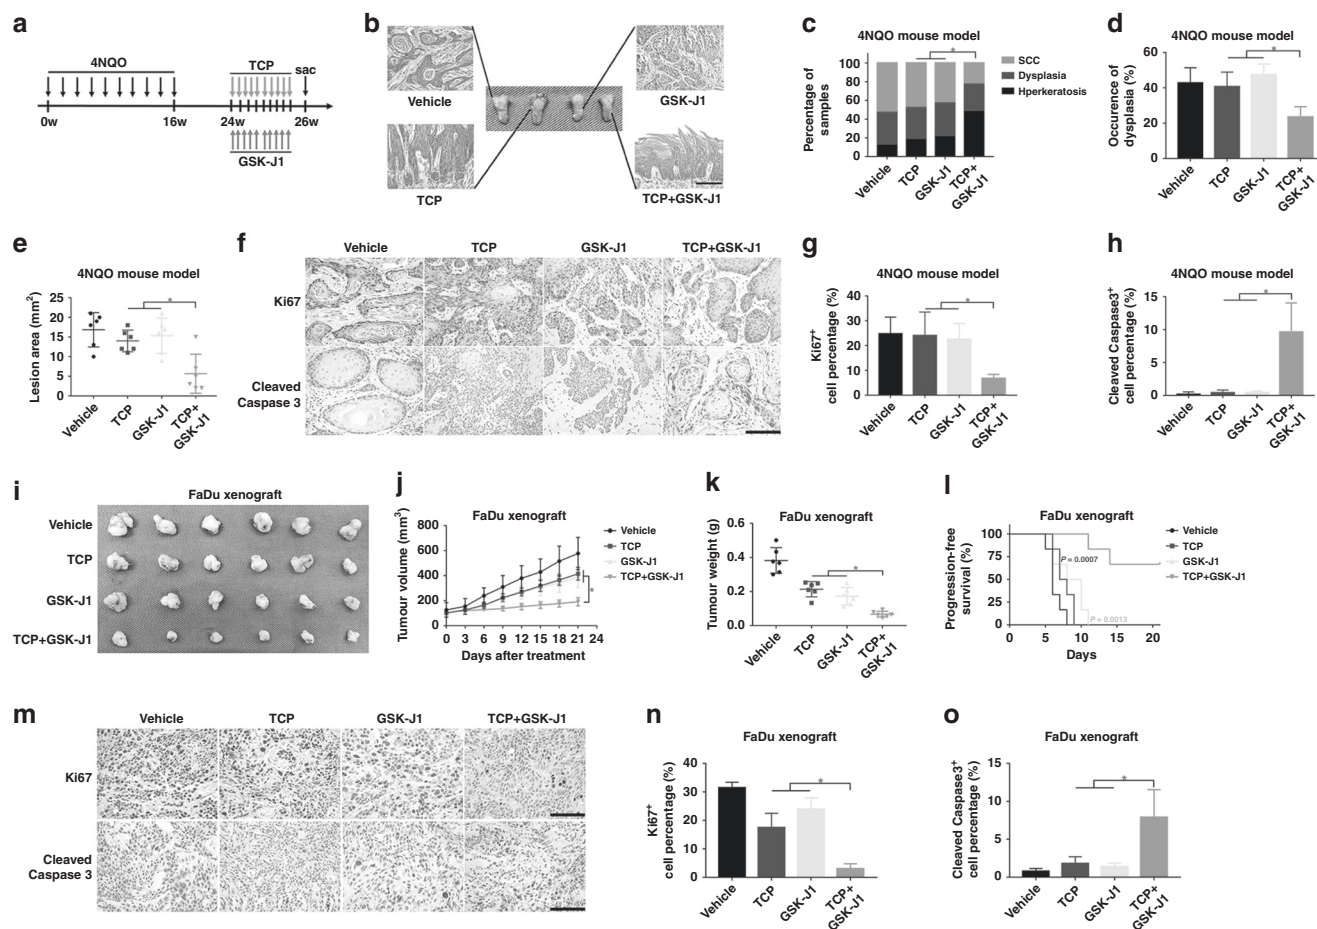 a
4NQO
TCP
sac
0w
16w
24w
26w
GSK-J1
b
Vehicle
GSK-J1
TCP
TCP+GSK-J1
c
4NQO mouse model
Percentage of
samples
100
80
60
40
20
0
*
SCC
Dysplasia
Hperkeratosis
Vehicle
TCP
GSK-J1
TCP+
GSK-J1
d
4NQO mouse model
Occurence of
dysplasia (%)
60
40
20
0
*
Vehicle
TCP
GSK-J1
TCP+
GSK-J1
e
4NQO mouse model
Lesion area (mm²)
25
20
15
10
5
0
*
Vehicle
TCP
GSK-J1
TCP+
GSK-J1
f
Vehicle
TCP
GSK-J1
TCP+GSK-J1
Ki67
Cleaved
Caspase 3
g
4NQO mouse model
Ki67⁺
cell percentage (%)
40
30
20
10
0
*
Vehicle
TCP
GSK-J1
TCP+
GSK-J1
h
4NQO mouse model
Cleaved Caspase3⁺
cell percentage (%)
15
10
5
0
*
Vehicle
TCP
GSK-J1
TCP+
GSK-J1
i
FaDu xenograft
Vehicle
TCP
GSK-J1
TCP+GSK-J1
j
FaDu xenograft
Tumour volume (mm³)
800
600
400
200
0
0 3 6 9 12 15 18 21 24
Days after treatment
Vehicle
TCP
GSK-J1
TCP+GSK-J1
*
k
FaDu xenograft
Tumour weight (g)
0.6
0.4
0.2
0.0
*
Vehicle
TCP
GSK-J1
TCP+
GSK-J1
l
FaDu xenograft
Progression-free
survival (%)
100
75
50
25
0
0 5 10 15 20
Days
P = 0.0007
P = 0.0013
Vehicle
TCP
GSK-J1
TCP+GSK-J1
m
Vehicle
TCP
GSK-J1
TCP+GSK-J1
Ki67
Cleaved
Caspase 3
n
FaDu xenograft
Ki67⁺
cell percentage (%)
40
30
20
10
0
*
Vehicle
TCP
GSK-J1
TCP+
GSK-J1
o
FaDu xenograft
Cleaved Caspase3⁺
cell percentage (%)
15
10
5
0
*
Vehicle
TCP
GSK-J1
TCP+
GSK-J1